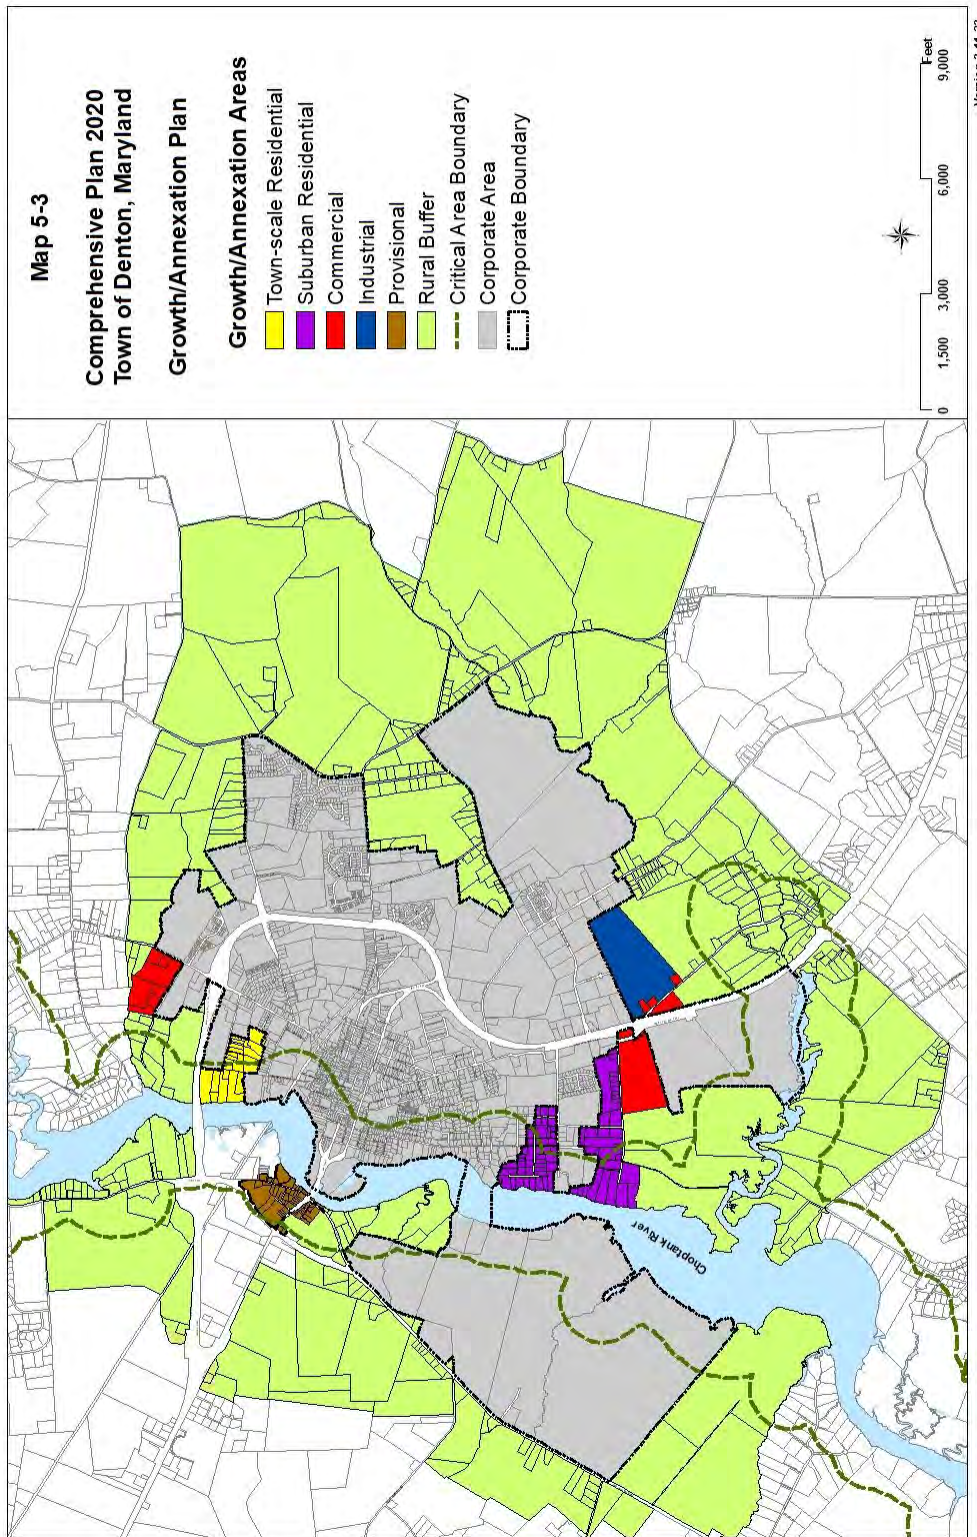 Map 5-3
Comprehensive Plan 2020
Town of Denton, Maryland
Growth/Annexation Plan
Growth/Annexation Areas
Town-scale Residential
Suburban Residential
Commercial
Industrial
Provisional
Rural Buffer
Critical Area Boundary
Corporate Area
Corporate Boundary
Feet
0 1,500 3,000 6,000 9,000
Choptank River